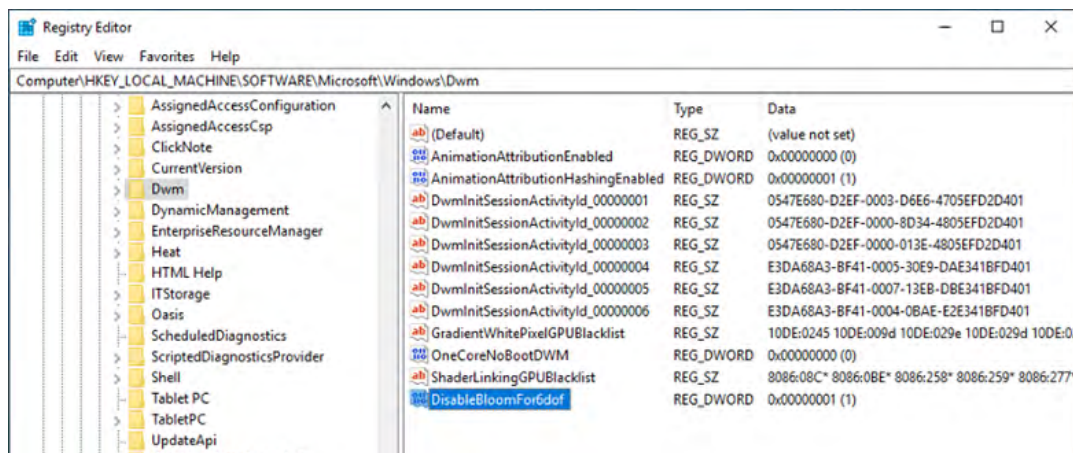 Registry Editor
File Edit View Favorites Help
Computer\HKEY_LOCAL_MACHINE\SOFTWARE\Microsoft\Windows\Dwm
AssignedAccessConfiguration
AssignedAccessCsp
ClickNote
CurrentVersion
Dwm
DynamicManagement
EnterpriseResourceManager
Heat
HTML Help
ITStorage
Oasis
ScheduledDiagnostics
ScriptedDiagnosticsProvider
Shell
Tablet PC
TabletPC
UpdateApi
Name Type Data
(Default) REG_SZ (value not set)
AnimationAttributionEnabled REG_DWORD 0x00000000 (0)
AnimationAttributionHashingEnabled REG_DWORD 0x00000001 (1)
DwmInitSessionActivityId_00000001 REG_SZ 0547E680-D2EF-0003-D6E6-4705EFD2D401
DwmInitSessionActivityId_00000002 REG_SZ 0547E680-D2EF-0000-8D34-4805EFD2D401
DwmInitSessionActivityId_00000003 REG_SZ 0547E680-D2EF-0000-013E-4805EFD2D401
DwmInitSessionActivityId_00000004 REG_SZ E3DA68A3-BF41-0005-30E9-DAE341BFD401
DwmInitSessionActivityId_00000005 REG_SZ E3DA68A3-BF41-0007-13EB-DBE341BFD401
DwmInitSessionActivityId_00000006 REG_SZ E3DA68A3-BF41-0004-0BAE-E2E341BFD401
GradientWhitePixelGPUBlacklist REG_SZ 10DE:0245 10DE:009d 10DE:029e 10DE:029d 10DE:0
OneCoreNoBootDWM REG_DWORD 0x00000000 (0)
ShaderLinkingGPUBlacklist REG_SZ 8086:08C* 8086:0BE* 8086:258* 8086:259* 8086:277*
DisableBloomFor6dof REG_DWORD 0x00000001 (1)